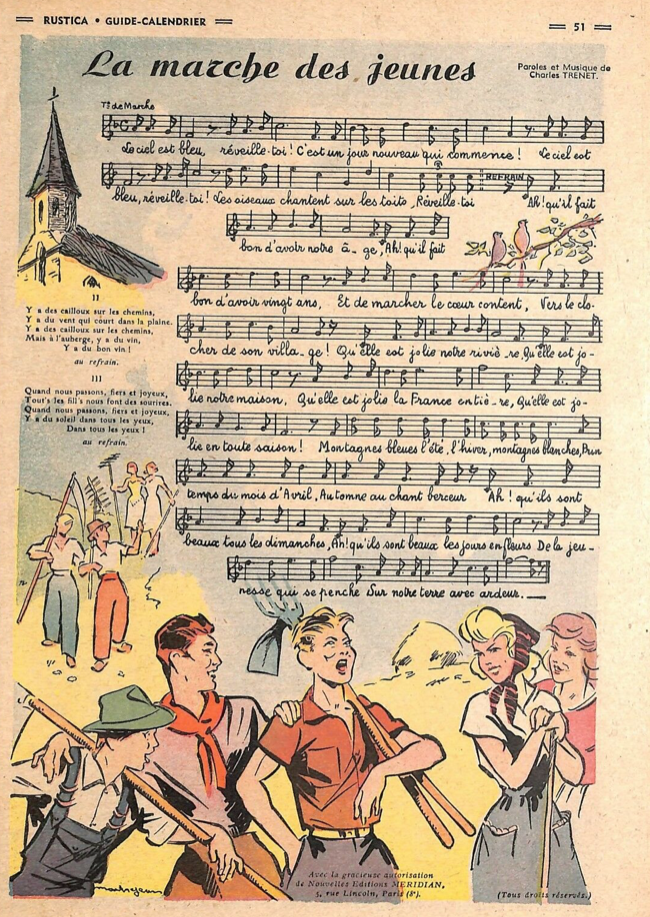 RUSTICA • GUIDE-CALENDRIER
51
La marche des jeunes
Paroles et Musique de
Charles TRENET.
Tº de Marche
Le ciel est bleu, réveille-toi! C'est un jour nouveau qui commence! Le ciel est
REFRAIN
bleu, réveille-toi! Les oiseaux chantent sur les toits, Réveille-toi Ah! qu'il fait
bon d'avoir notre â-ge, Ah! qu'il fait
bon d'avoir vingt ans, Et de marcher le cœur content, Vers le clo-
cher de son villa-ge! Qu'elle est jolie notre riviè-re, Qu'elle est jo-
lie notre maison, Qu'elle est jolie la France entiè-re, Qu'elle est jo-
lie en toute saison! Montagnes bleues l'été, l'hiver, montagnes blanches, Prin
temps du mois d'Avril, Automne au chant berceur Ah! qu'ils sont
beaux tous les dimanches, Ah! qu'ils sont beaux les jours en fleurs De la jeu-
nesse qui se penche Sur notre terre avec ardeur.
II
Y a des cailloux sur les chemins,
Y a du vent qui court dans la plaine.
Y a des cailloux sur les chemins,
Mais à l'auberge, y a du vin,
Y a du bon vin!
au refrain.
III
Quand nous passons, fiers et joyeux,
Tout's les fill's nous font des sourires.
Quand nous passons, fiers et joyeux,
Y a du soleil dans tous les yeux,
Dans tous les yeux!
au refrain.
Avec la gracieuse autorisation
de Nouvelles Editions MERIDIAN,
5, rue Lincoln, Paris (8e).
(Tous droits réservés.)